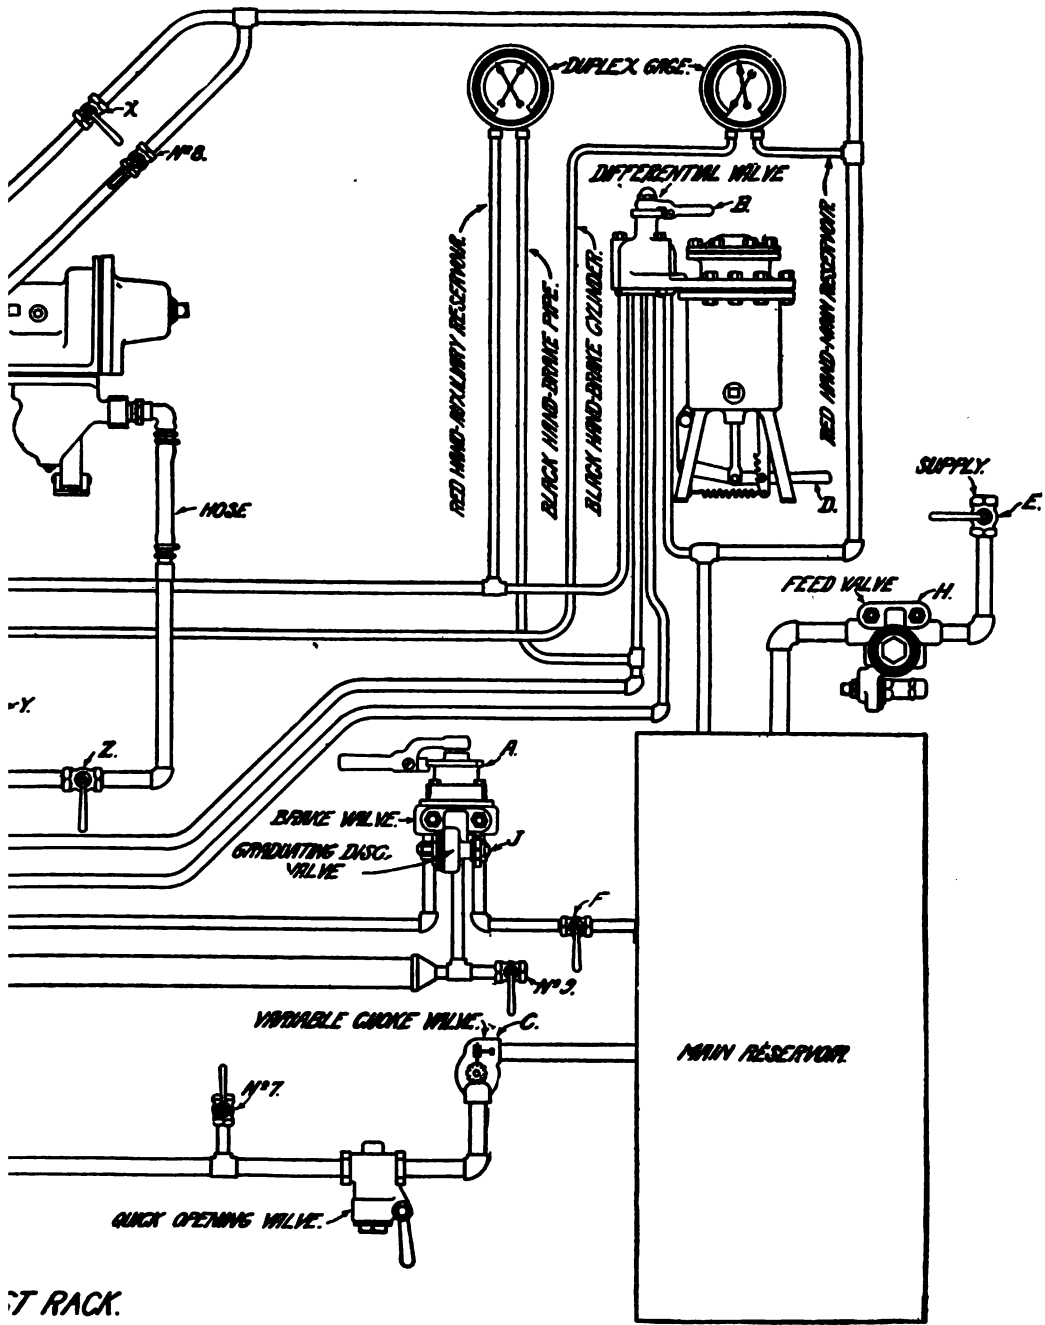 DUPLEX GAGE.
X
Nº 8.
DIFFERENTIAL VALVE
B.
RED HAND-AUXILIARY RESERVOIR.
BLACK HAND-BRAKE PIPE.
BLACK HAND-BRAKE CYLINDER.
RED HAND-MAIN RESERVOIR.
SUPPLY.
E.
D.
HOSE
FEED VALVE
H.
Y.
Z.
A.
BRAKE VALVE.
GRADUATING DISC.
VALVE
J
F
Nº 9.
VARIABLE CHOKE VALVE.
C.
MAIN RESERVOIR.
Nº 7.
QUICK OPENING VALVE.
ST RACK.